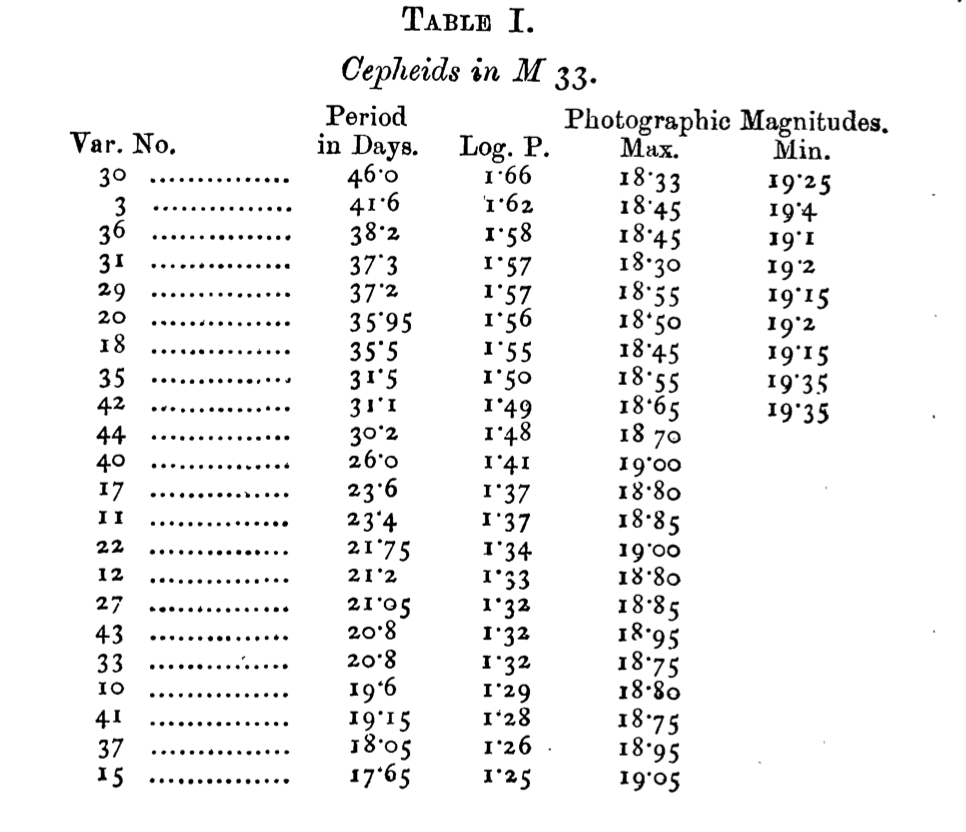 TABLE I.
Cepheids in M 33.
Period
Photographic Magnitudes.
Var. No.
in Days.
Log. P.
Max.
Min.
30 ............... 46·0 1·66 18·33 19·25
3 ............... 41·6 1·62 18·45 19·4
36 ............... 38·2 1·58 18·45 19·1
31 ............... 37·3 1·57 18·30 19·2
29 ............... 37·2 1·57 18·55 19·15
20 ............... 35·95 1·56 18·50 19·2
18 ............... 35·5 1·55 18·45 19·15
35 ............... 31·5 1·50 18·55 19·35
42 ............... 31·1 1·49 18·65 19·35
44 ............... 30·2 1·48 18 70
40 ............... 26·0 1·41 19·00
17 ............... 23·6 1·37 18·80
11 ............... 23·4 1·37 18·85
22 ............... 21·75 1·34 19·00
12 ............... 21·2 1·33 18·80
27 ............... 21·05 1·32 18·85
43 ............... 20·8 1·32 18·95
33 ............... 20·8 1·32 18·75
10 ............... 19·6 1·29 18·80
41 ............... 19·15 1·28 18·75
37 ............... 18·05 1·26 18·95
15 ............... 17·65 1·25 19·05